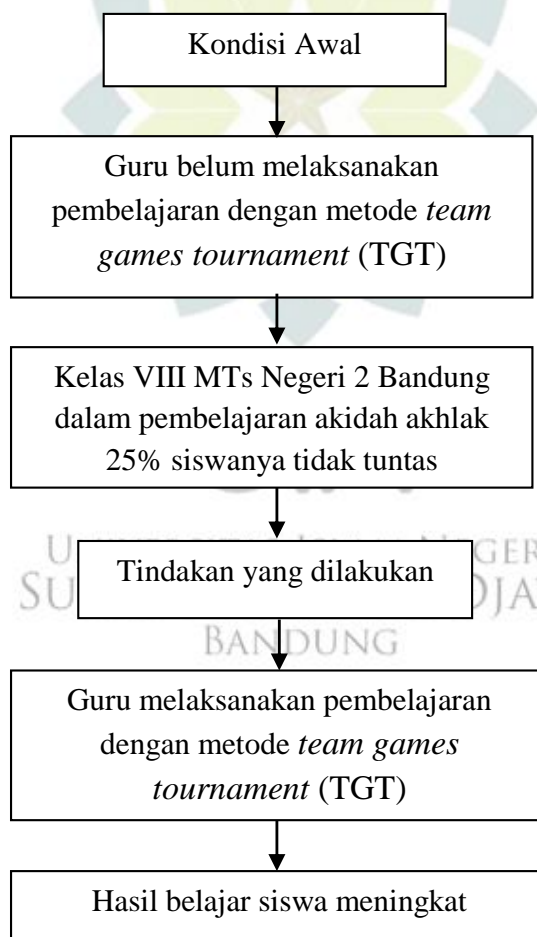 Kondisi Awal
Guru belum melaksanakan
pembelajaran dengan metode team
games tournament (TGT)
Kelas VIII MTs Negeri 2 Bandung
dalam pembelajaran akidah akhlak
25% siswanya tidak tuntas
Tindakan yang dilakukan
BANDUNG
Guru melaksanakan pembelajaran
dengan metode team games
tournament (TGT)
Hasil belajar siswa meningkat